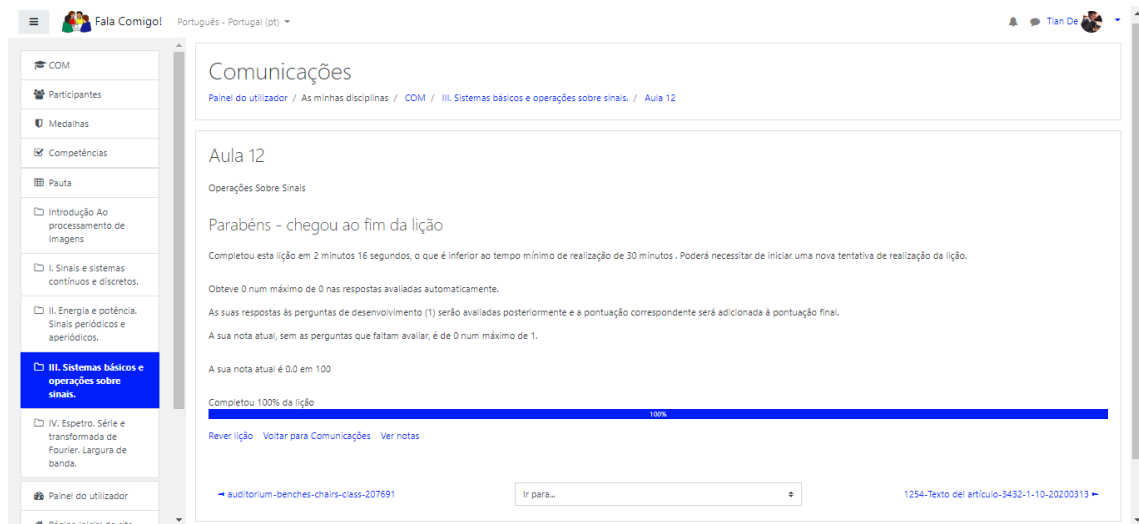 Fala Comigo! Português - Portugal (pt)
Tian De
COM
Participantes
Medalhas
Competências
Pauta
Introdução Ao
processamento de
Imagens
I. Sinais e sistemas
contínuos e discretos.
II. Energia e potência.
Sinais periódicos e
aperiódicos.
III. Sistemas básicos e
operações sobre
sinais.
IV. Espetro. Série e
transformada de
Fourier. Largura de
banda.
Painel do utilizador
Página inicial do site
Comunicações
Painel do utilizador / As minhas disciplinas / COM / III. Sistemas básicos e operações sobre sinais. / Aula 12
Aula 12
Operações Sobre Sinais
Parabéns - chegou ao fim da lição
Completou esta lição em 2 minutos 16 segundos, o que é inferior ao tempo mínimo de realização de 30 minutos . Poderá necessitar de iniciar uma nova tentativa de realização da lição.
Obteve 0 num máximo de 0 nas respostas avaliadas automaticamente.
As suas respostas às perguntas de desenvolvimento (1) serão avaliadas posteriormente e a pontuação correspondente será adicionada à pontuação final.
A sua nota atual, sem as perguntas que faltam avaliar, é de 0 num máximo de 1.
A sua nota atual é 0.0 em 100
Completou 100% da lição
100%
Rever lição Voltar para Comunicações Ver notas
◄ auditorium-benches-chairs-class-207691
Ir para...
1254-Texto del artículo-3432-1-10-20200313 ►